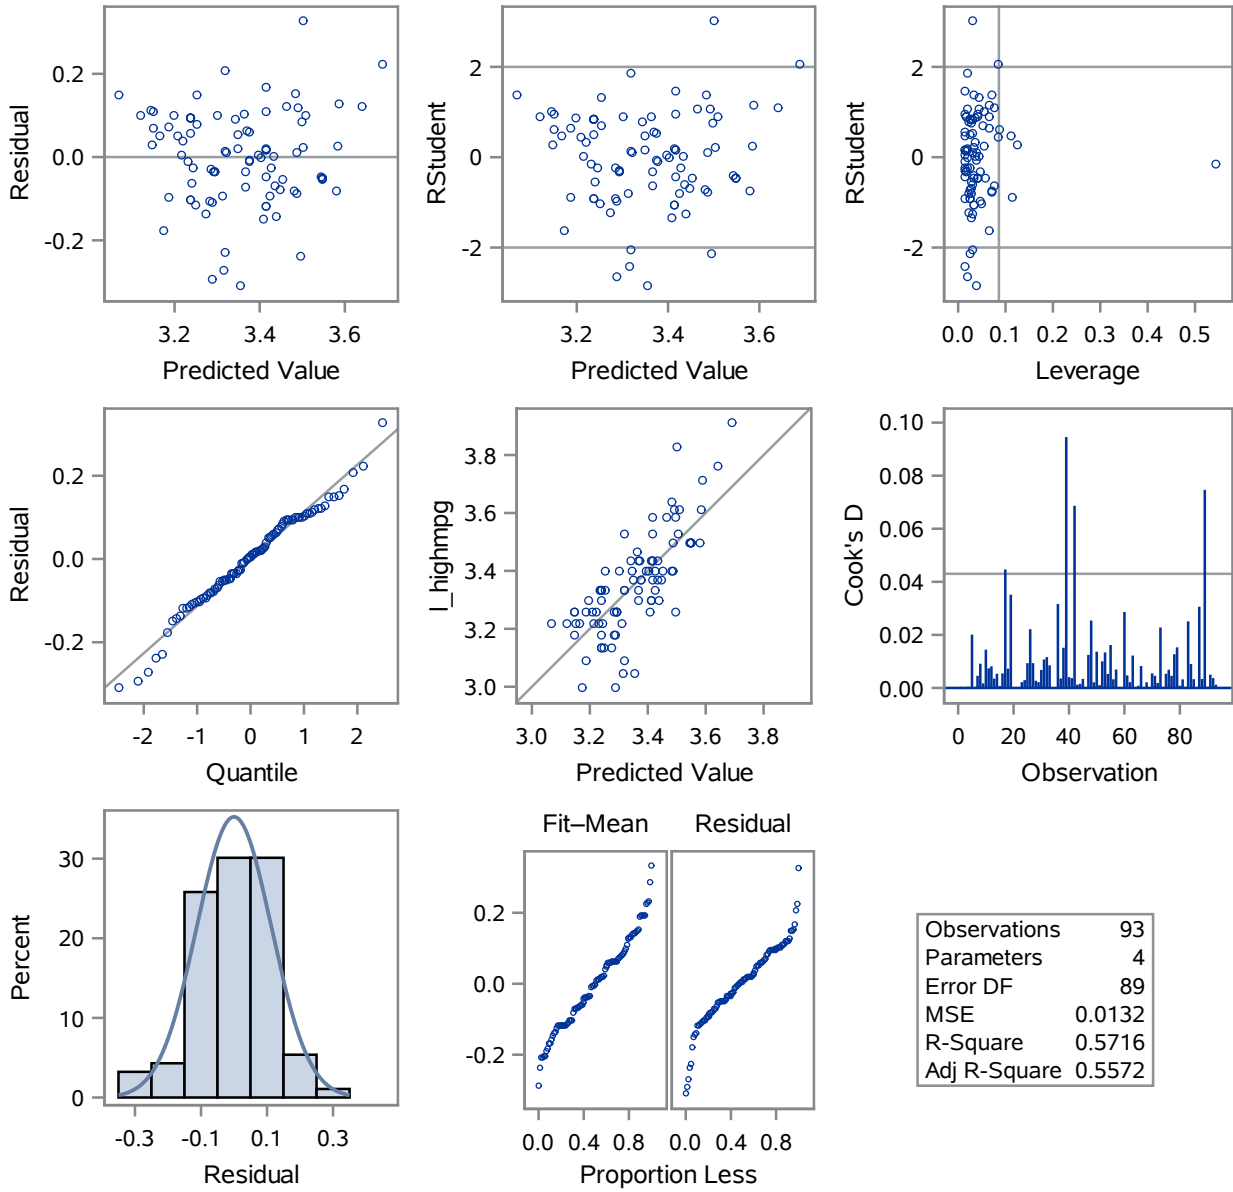 Residual
0.2
0.0
-0.2
3.2 3.4 3.6
Predicted Value
RStudent
2
0
-2
3.2 3.4 3.6
Predicted Value
RStudent
2
0
-2
0.0 0.1 0.2 0.3 0.4 0.5
Leverage
Residual
0.2
0.0
-0.2
-2 -1 0 1 2
Quantile
l_highmpg
3.8
3.6
3.4
3.2
3.0
3.0 3.2 3.4 3.6 3.8
Predicted Value
Cook's D
0.10
0.08
0.06
0.04
0.02
0.00
0 20 40 60 80
Observation
Percent
30
20
10
0
-0.3 -0.1 0.1 0.3
Residual
Fit–Mean Residual
0.2
0.0
-0.2
0.0 0.4 0.8 0.0 0.4 0.8
Proportion Less
Observations 93
Parameters 4
Error DF 89
MSE 0.0132
R-Square 0.5716
Adj R-Square 0.5572